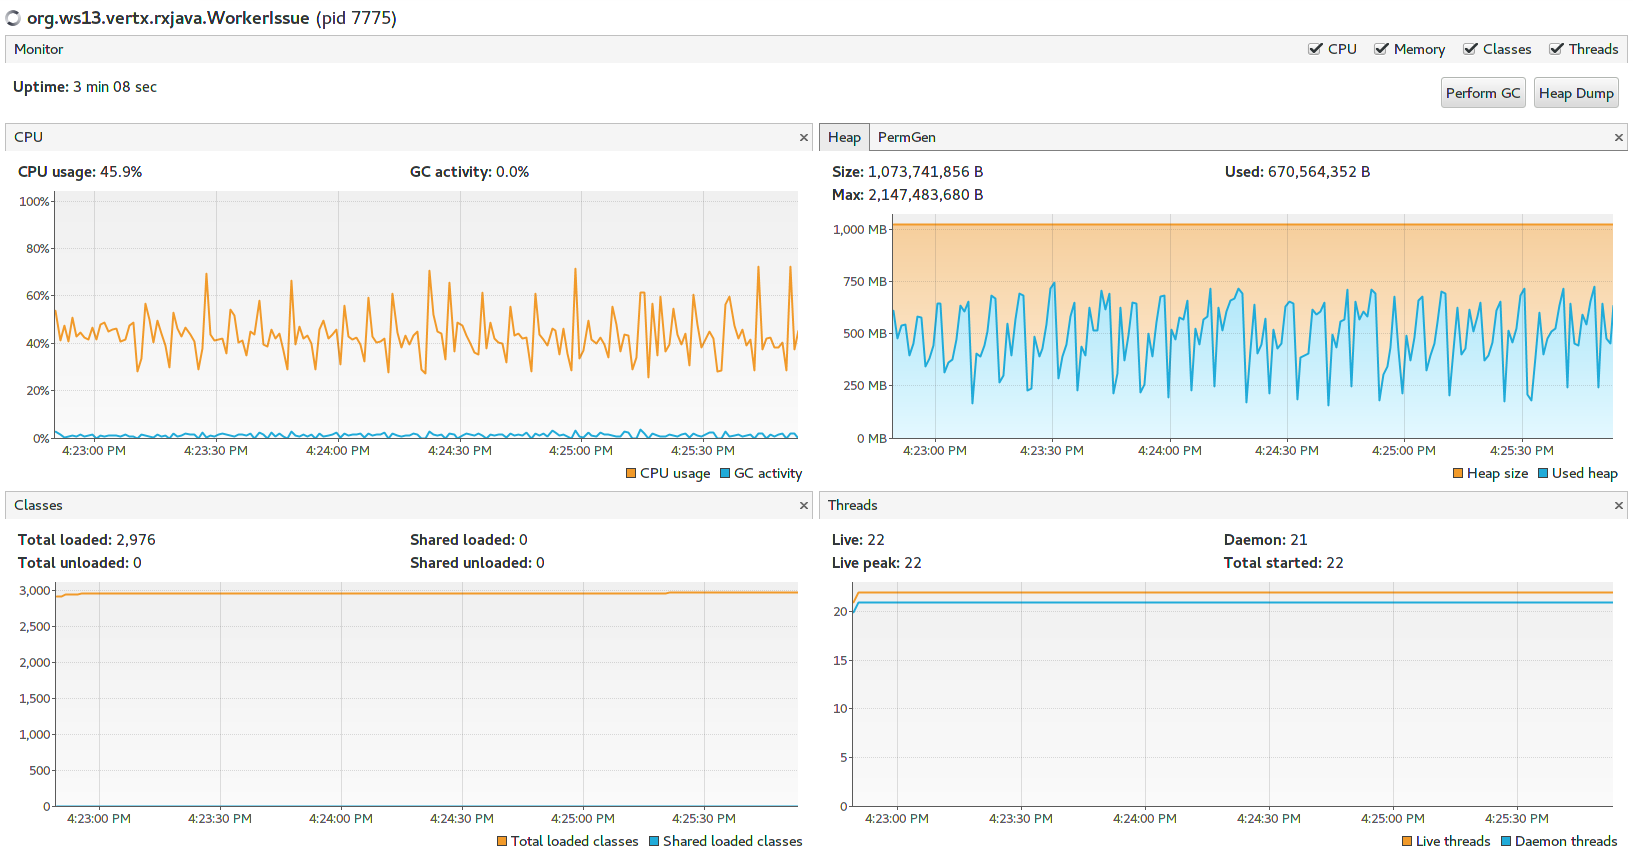 org.ws13.vertx.rxjava.WorkerIssue (pid 7775)
Monitor
CPU Memory Classes Threads
Uptime: 3 min 08 sec
Perform GC Heap Dump
CPU
CPU usage: 45.9% GC activity: 0.0%
100%
80%
60%
40%
20%
0%
4:23:00 PM 4:23:30 PM 4:24:00 PM 4:24:30 PM 4:25:00 PM 4:25:30 PM
CPU usage GC activity
Heap PermGen
Size: 1,073,741,856 B Used: 670,564,352 B
Max: 2,147,483,680 B
1,000 MB
750 MB
500 MB
250 MB
0 MB
4:23:00 PM 4:23:30 PM 4:24:00 PM 4:24:30 PM 4:25:00 PM 4:25:30 PM
Heap size Used heap
Classes
Total loaded: 2,976 Shared loaded: 0
Total unloaded: 0 Shared unloaded: 0
3,000
2,500
2,000
1,500
1,000
500
0
4:23:00 PM 4:23:30 PM 4:24:00 PM 4:24:30 PM 4:25:00 PM 4:25:30 PM
Total loaded classes Shared loaded classes
Threads
Live: 22 Daemon: 21
Live peak: 22 Total started: 22
20
15
10
5
0
4:23:00 PM 4:23:30 PM 4:24:00 PM 4:24:30 PM 4:25:00 PM 4:25:30 PM
Live threads Daemon threads